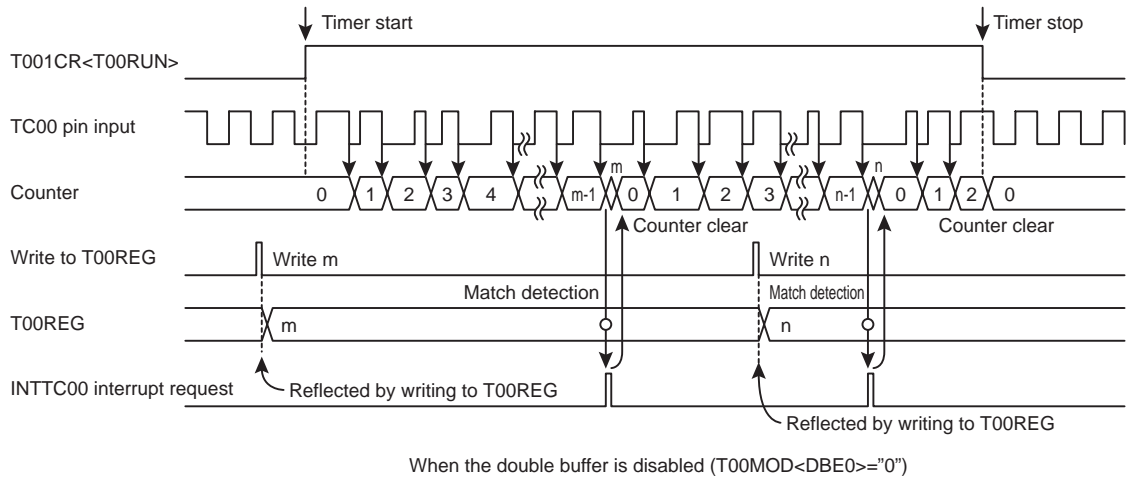 Timer start
Timer stop
T001CR<T00RUN>
TC00 pin input
m
n
Counter
0 1 2 3 4 m-1 0 1 2 3 n-1 0 1 2 0
Counter clear
Counter clear
Write to T00REG
Write m
Write n
Match detection
Match detection
T00REG
m
n
INTTC00 interrupt request
Reflected by writing to T00REG
Reflected by writing to T00REG
When the double buffer is disabled (T00MOD<DBE0>="0")